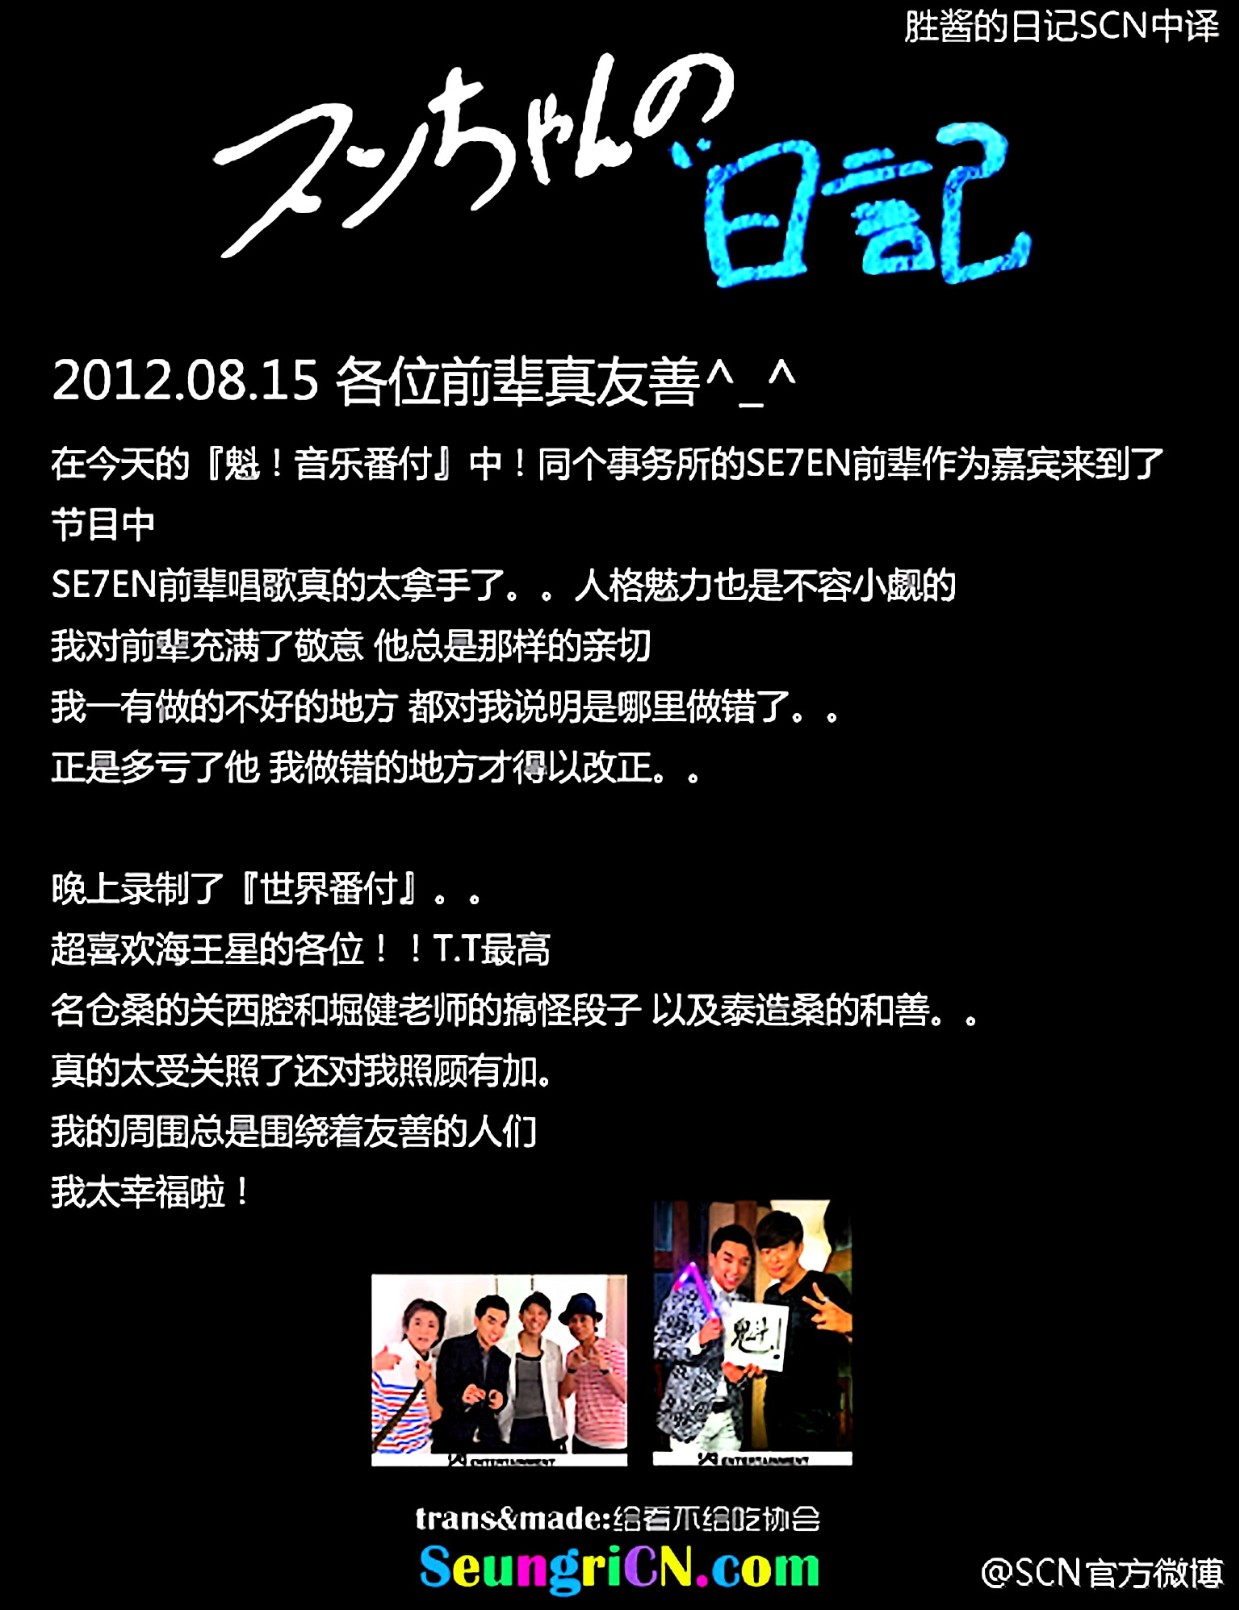 胜酱的日记SCN中译
スンちゃんの
日記
2012.08.15 各位前辈真友善^_^
在今天的『魁！音乐番付』中！同个事务所的SE7EN前辈作为嘉宾来到了
节目中
SE7EN前辈唱歌真的太拿手了。。人格魅力也是不容小觑的
我对前辈充满了敬意 他总是那样的亲切
我一有做的不好的地方 都对我说明是哪里做错了。。
正是多亏了他 我做错的地方才得以改正。。
晚上录制了『世界番付』。。
超喜欢海王星的各位！！T.T最高
名仓桑的关西腔和堀健老师的搞怪段子 以及泰造桑的和善。。
真的太受关照了还对我照顾有加。
我的周围总是围绕着友善的人们
我太幸福啦！
魁!
YG ENTERTAINMENT
YG ENTERTAINMENT
trans&made:给看不给吃协会
SeungriCN.com
@SCN官方微博